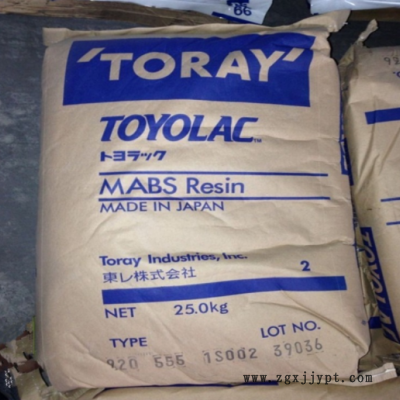 'TORAY'
TOYOLAC™
トヨラック
MABS Resin
MADE IN JAPAN
Toray Industries, Inc. 2
東レ株式会社
NET 25.0kg
TYPE LOT NO.
920 555 1S002 39036
www.zgxjjypt.com